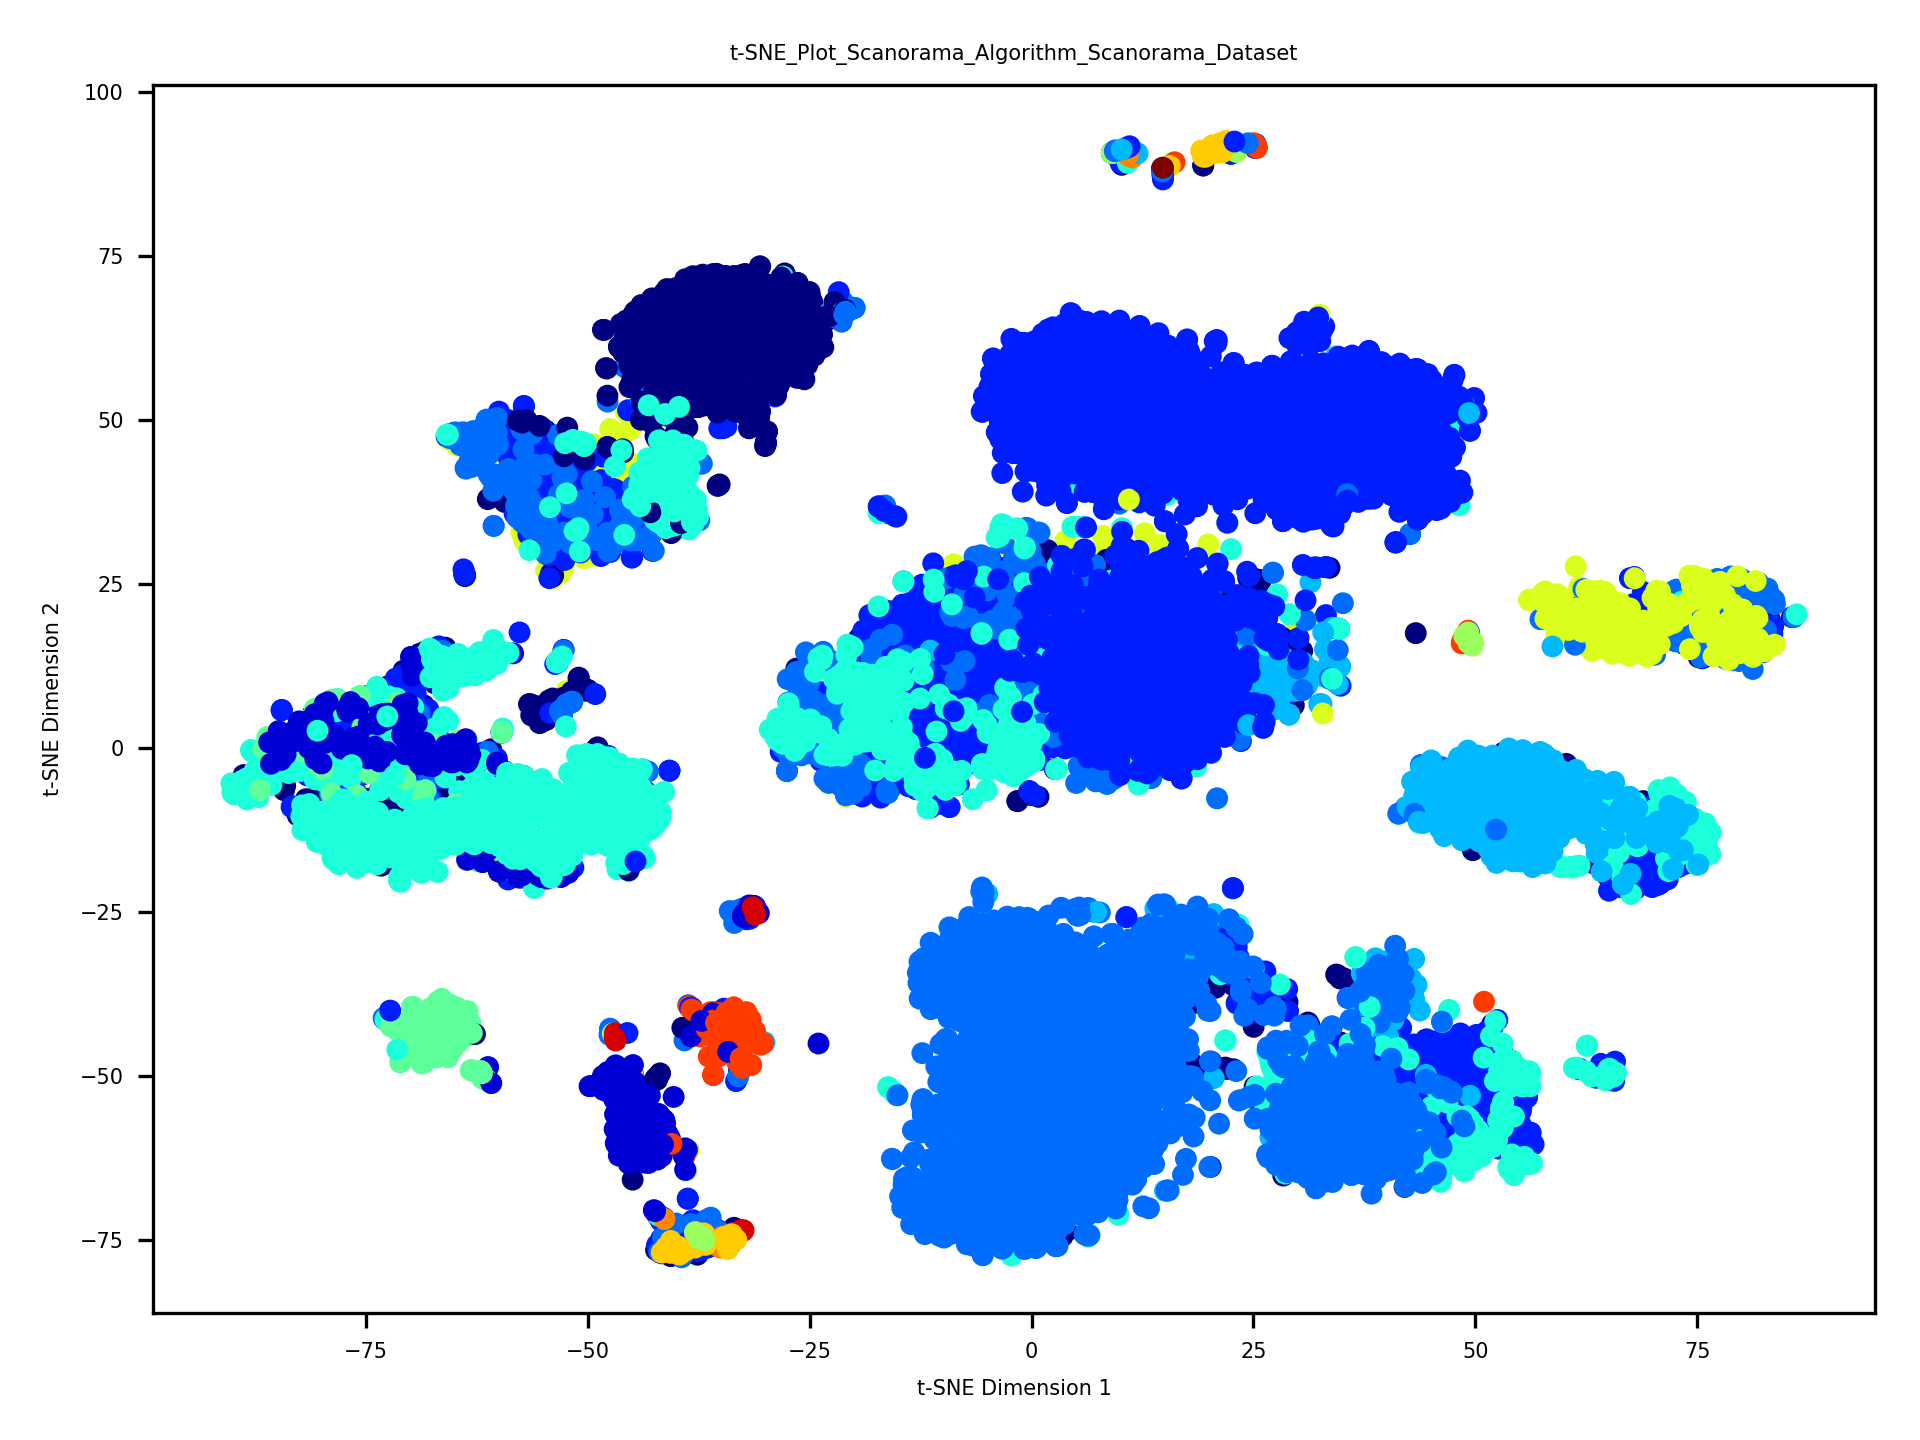 t-SNE_Plot_Scanorama_Algorithm_Scanorama_Dataset
100
75
50
25
0
−25
−50
−75
t-SNE Dimension 2
−75 −50 −25 0 25 50 75
t-SNE Dimension 1